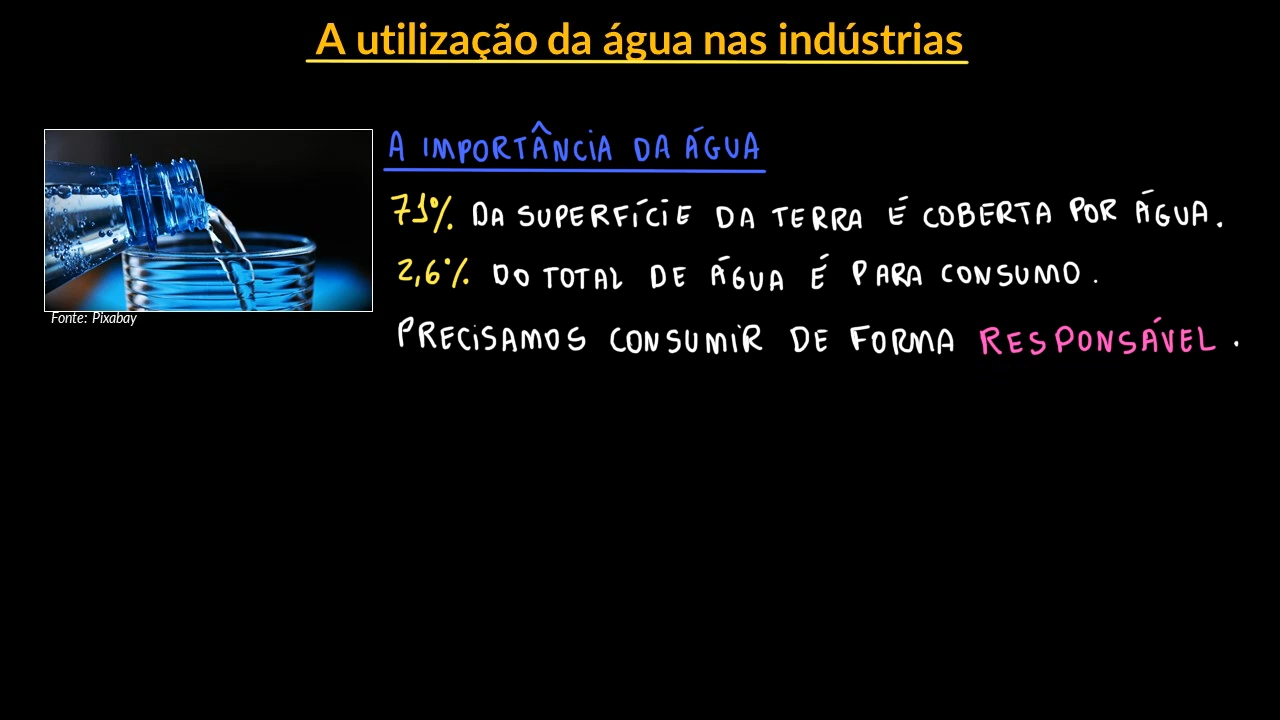 A utilização da água nas indústrias
A IMPORTÂNCIA DA ÁGUA
71% DA SUPERFÍCIE DA TERRA É COBERTA POR ÁGUA.
2,6% DO TOTAL DE ÁGUA É PARA CONSUMO.
PRECISAMOS CONSUMIR DE FORMA RESPONSÁVEL.
Fonte: Pixabay